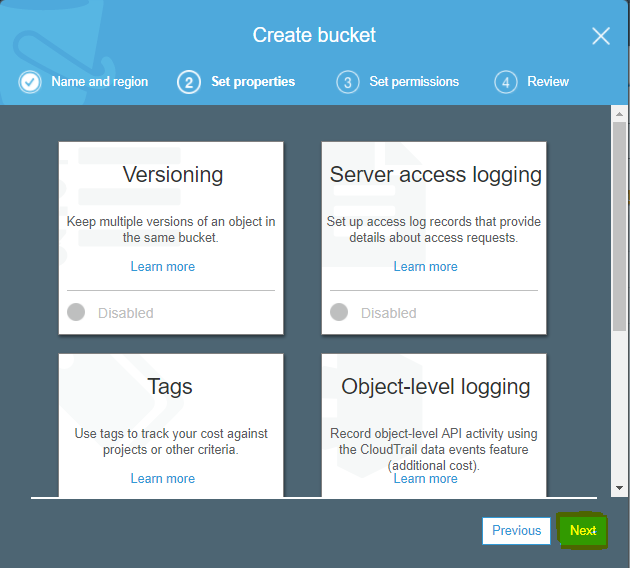 Create bucket
Name and region
2 Set properties
3 Set permissions
4 Review
Versioning
Keep multiple versions of an object in
the same bucket.
Learn more
Disabled
Server access logging
Set up access log records that provide
details about access requests.
Learn more
Disabled
Tags
Use tags to track your cost against
projects or other criteria.
Learn more
Object-level logging
Record object-level API activity using
the CloudTrail data events feature
(additional cost).
Learn more
Previous
Next